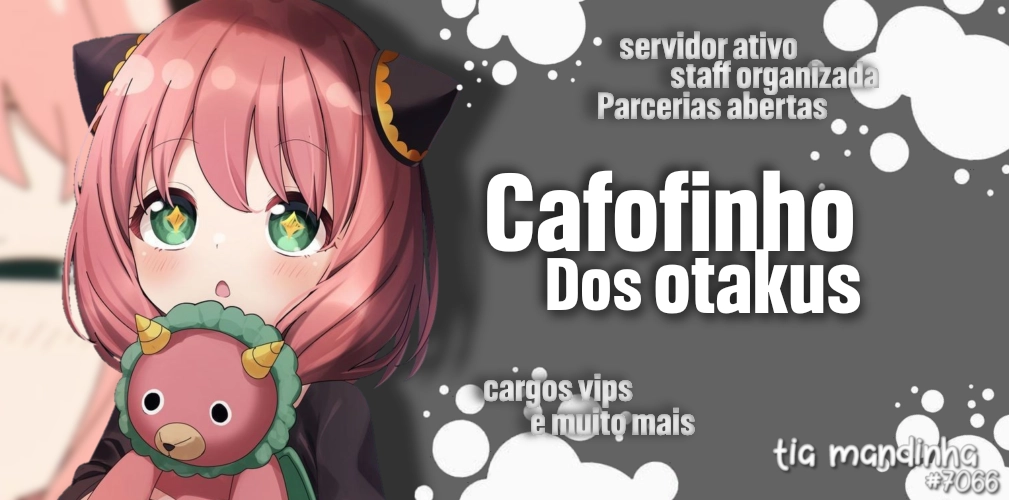 servidor ativo
staff organizada
Parcerias abertas
Cafofinho
Dos otakus
cargos vips
e muito mais
tia mandinha
#7066